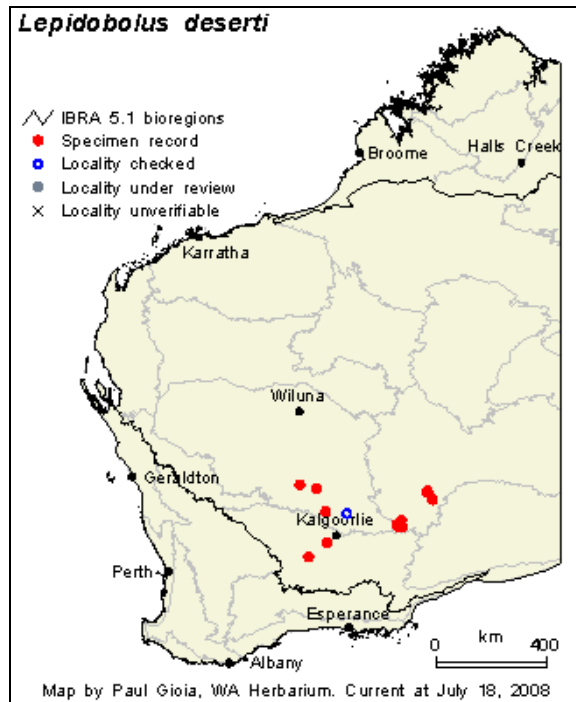 Lepidobolus deserti
IBRA 5.1 bioregions
Specimen record
Locality checked
Locality under review
Locality unverifiable
Broome
Halls Creek
Karratha
Wiluna
Geraldton
Kalgoorlie
Perth
Esperance
Albany
km
0 400
Map by Paul Gioia, WA Herbarium. Current at July 18, 2008